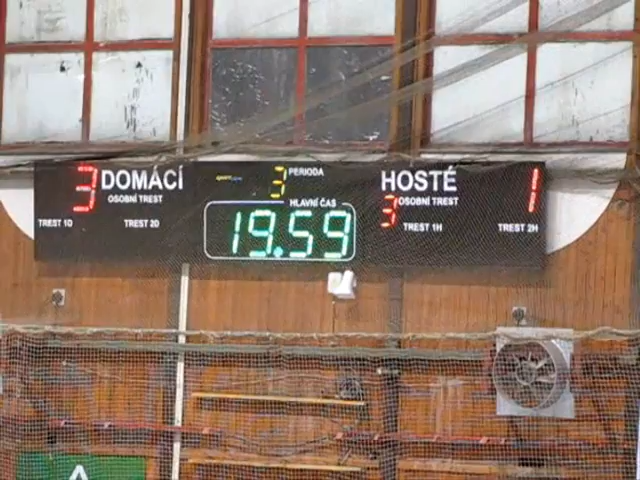 3 DOMÁCÍ
OSOBNÍ TREST
TREST 1D TREST 2D
3 PERIODA
HLAVNÍ ČAS
19.59
HOSTÉ 1
3 OSOBNÍ TREST
TREST 1H TREST 2H
A